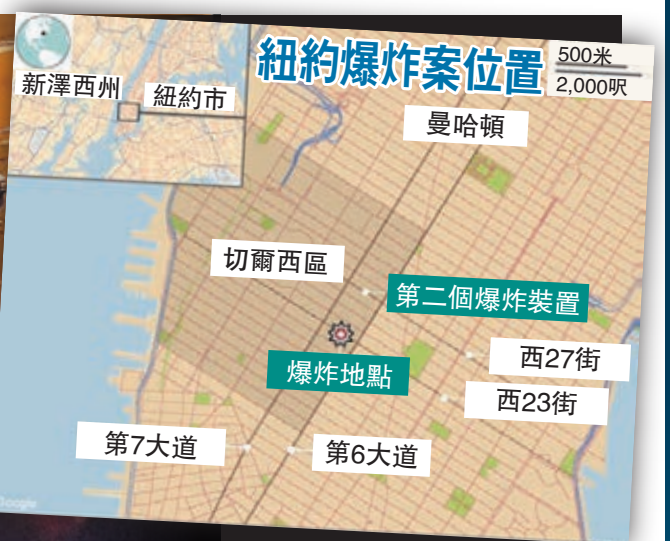 紐約爆炸案位置
500米
2,000呎
新澤西州
紐約市
曼哈頓
切爾西區
第二個爆炸裝置
爆炸地點
西27街
西23街
第7大道
第6大道
Google